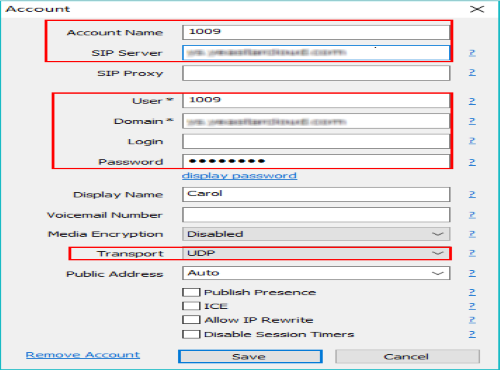 Account
Account Name 1009
SIP Server ?
SIP Proxy ?
User * 1009 ?
Domain * ?
Login ?
Password ●●●●●●●● ?
display password
Display Name Carol ?
Voicemail Number ?
Media Encryption Disabled ?
Transport UDP ?
Public Address Auto ?
Publish Presence ?
ICE ?
Allow IP Rewrite ?
Disable Session Timers ?
Remove Account Save Cancel